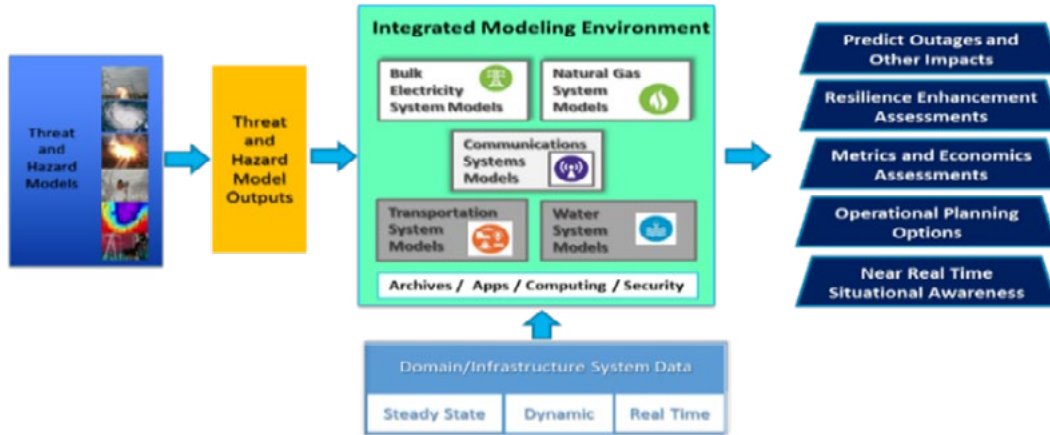 Threat
and
Hazard
Models
Threat
and
Hazard
Model
Outputs
Integrated Modeling Environment
Bulk
Electricity
System Models
Natural Gas
System
Models
Communications
Systems
Models
Transportation
System
Models
Water
System
Models
Archives / Apps / Computing / Security
Domain/Infrastructure System Data
Steady State
Dynamic
Real Time
Predict Outages and
Other Impacts
Resilience Enhancement
Assessments
Metrics and Economics
Assessments
Operational Planning
Options
Near Real Time
Situational Awareness